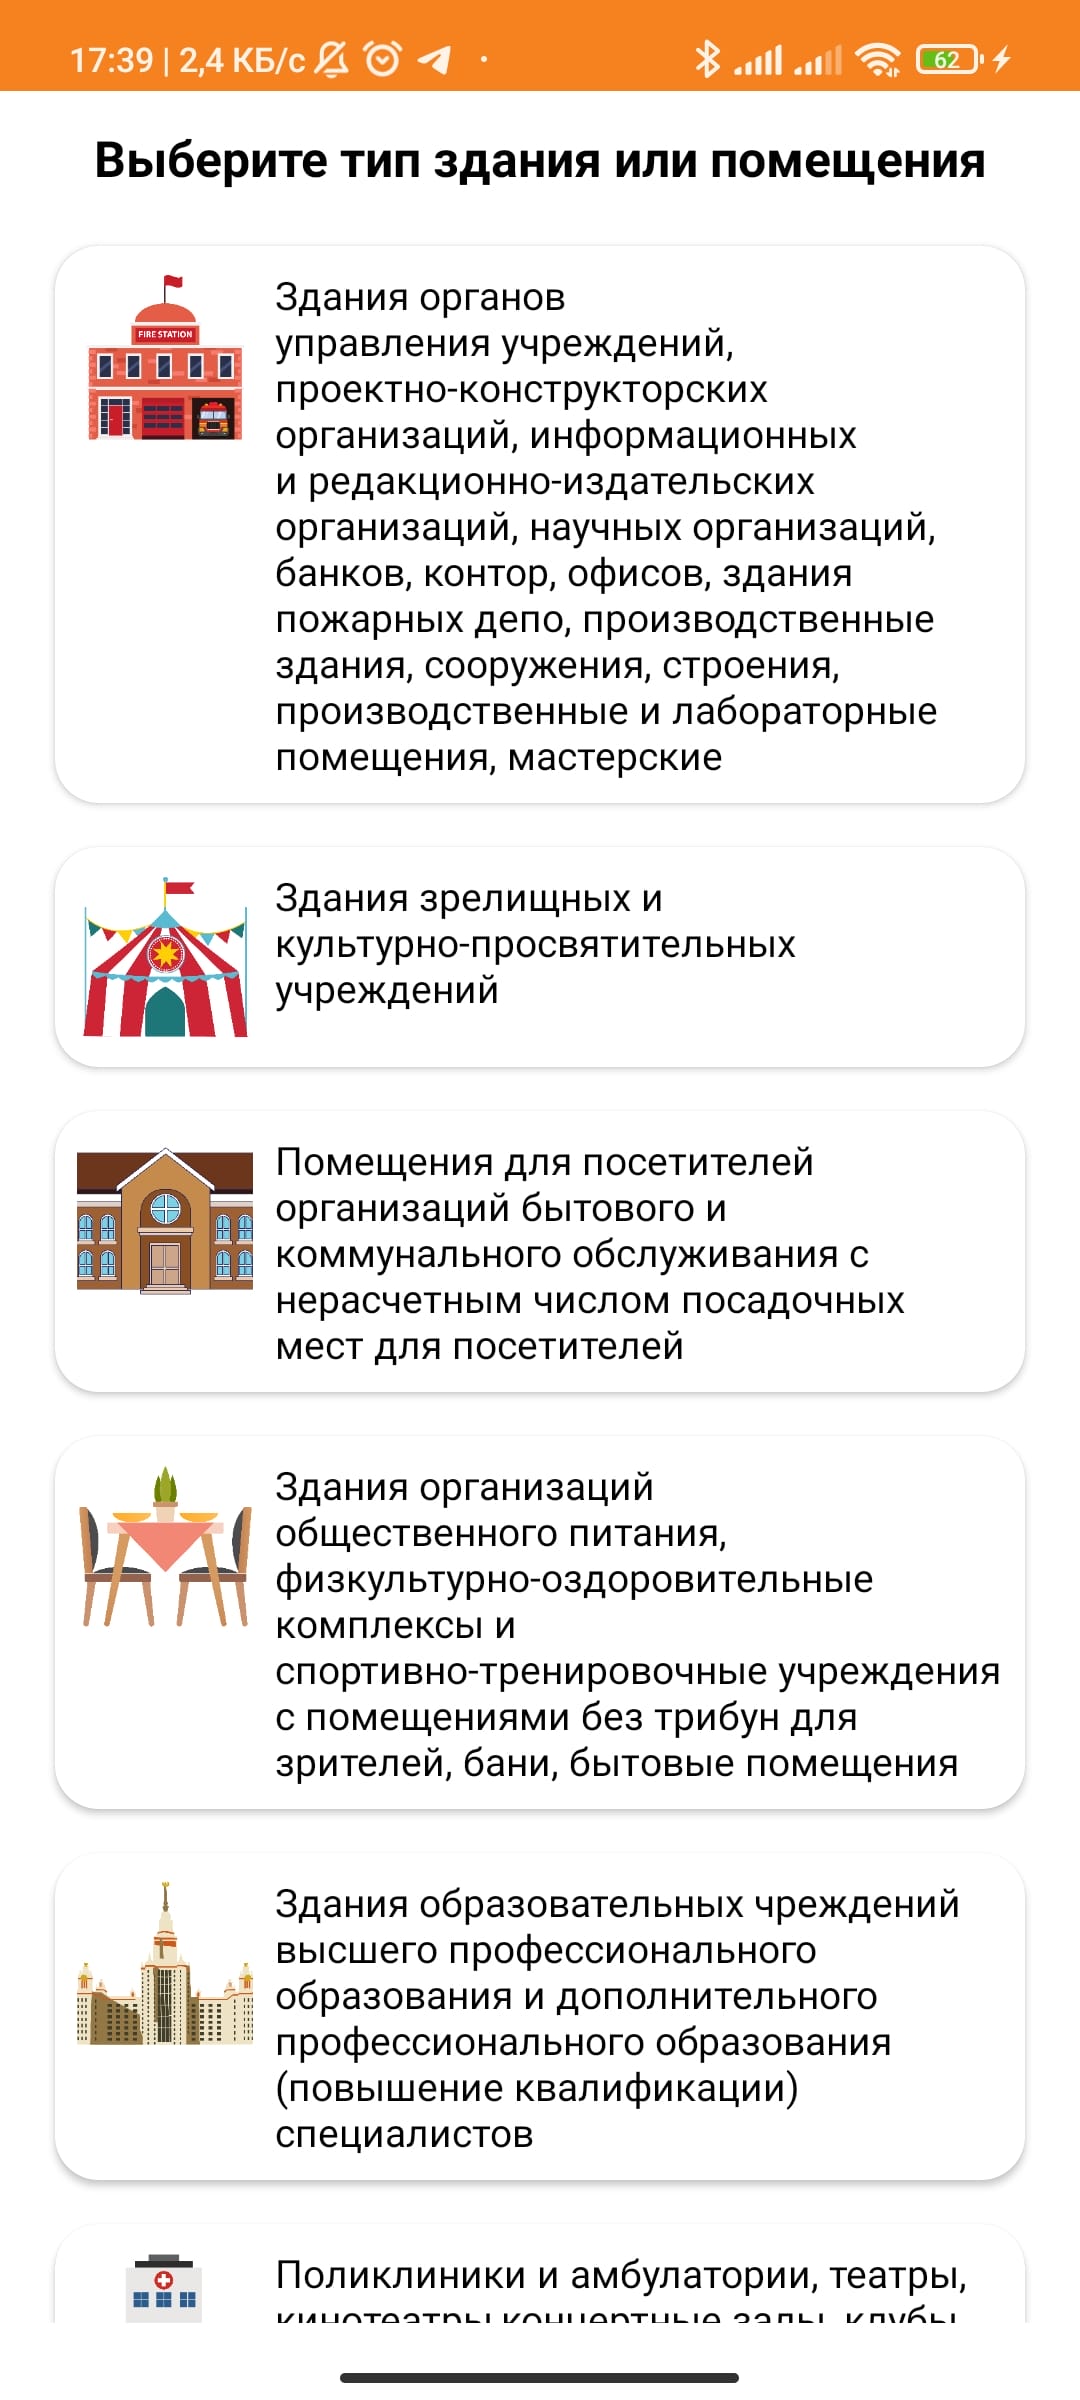 17:39 | 2,4 КБ/с
62
Выберите тип здания или помещения
FIRE STATION
Здания органов
управления учреждений,
проектно-конструкторских
организаций, информационных
и редакционно-издательских
организаций, научных организаций,
банков, контор, офисов, здания
пожарных депо, производственные
здания, сооружения, строения,
производственные и лабораторные
помещения, мастерские
Здания зрелищных и
культурно-просвятительных
учреждений
Помещения для посетителей
организаций бытового и
коммунального обслуживания с
нерасчетным числом посадочных
мест для посетителей
Здания организаций
общественного питания,
физкультурно-оздоровительные
комплексы и
спортивно-тренировочные учреждения
с помещениями без трибун для
зрителей, бани, бытовые помещения
Здания образовательных чреждений
высшего профессионального
образования и дополнительного
профессионального образования
(повышение квалификации)
специалистов
Поликлиники и амбулатории, театры,
кинотеатры концертные залы, клубы